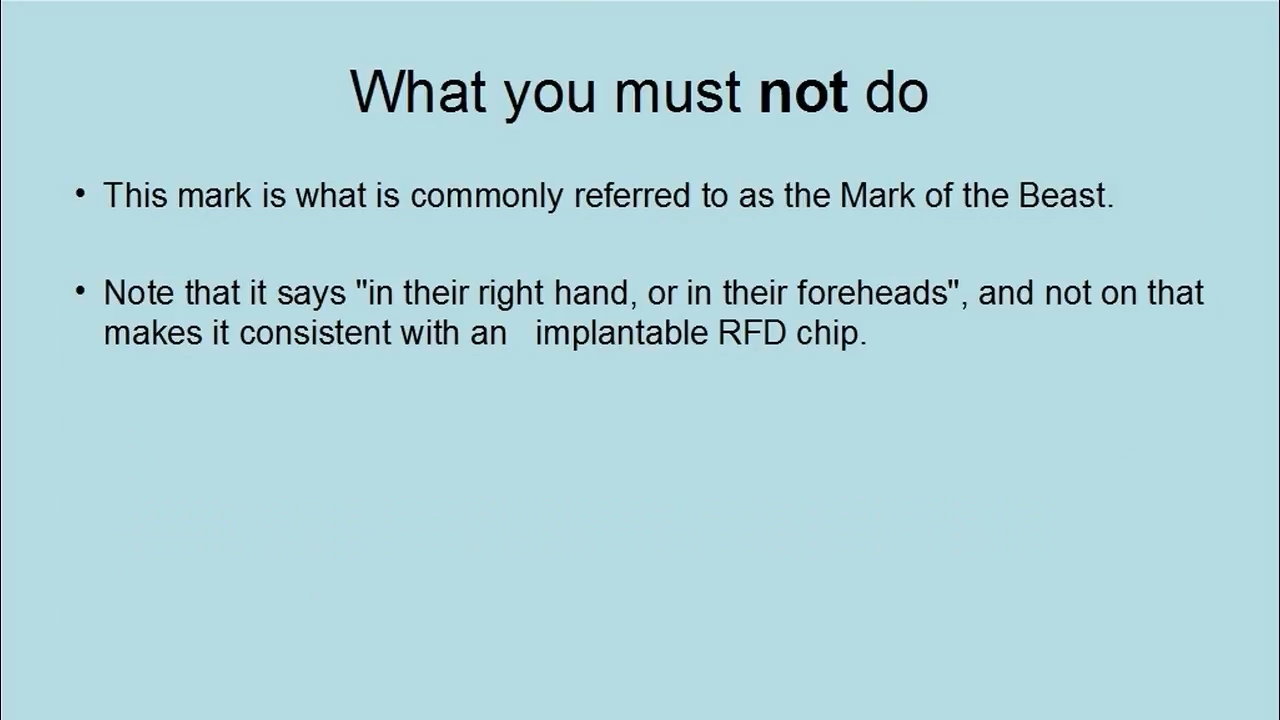 What you must not do
• This mark is what is commonly referred to as the Mark of the Beast.
• Note that it says "in their right hand, or in their foreheads", and not on that
makes it consistent with an   implantable RFD chip.